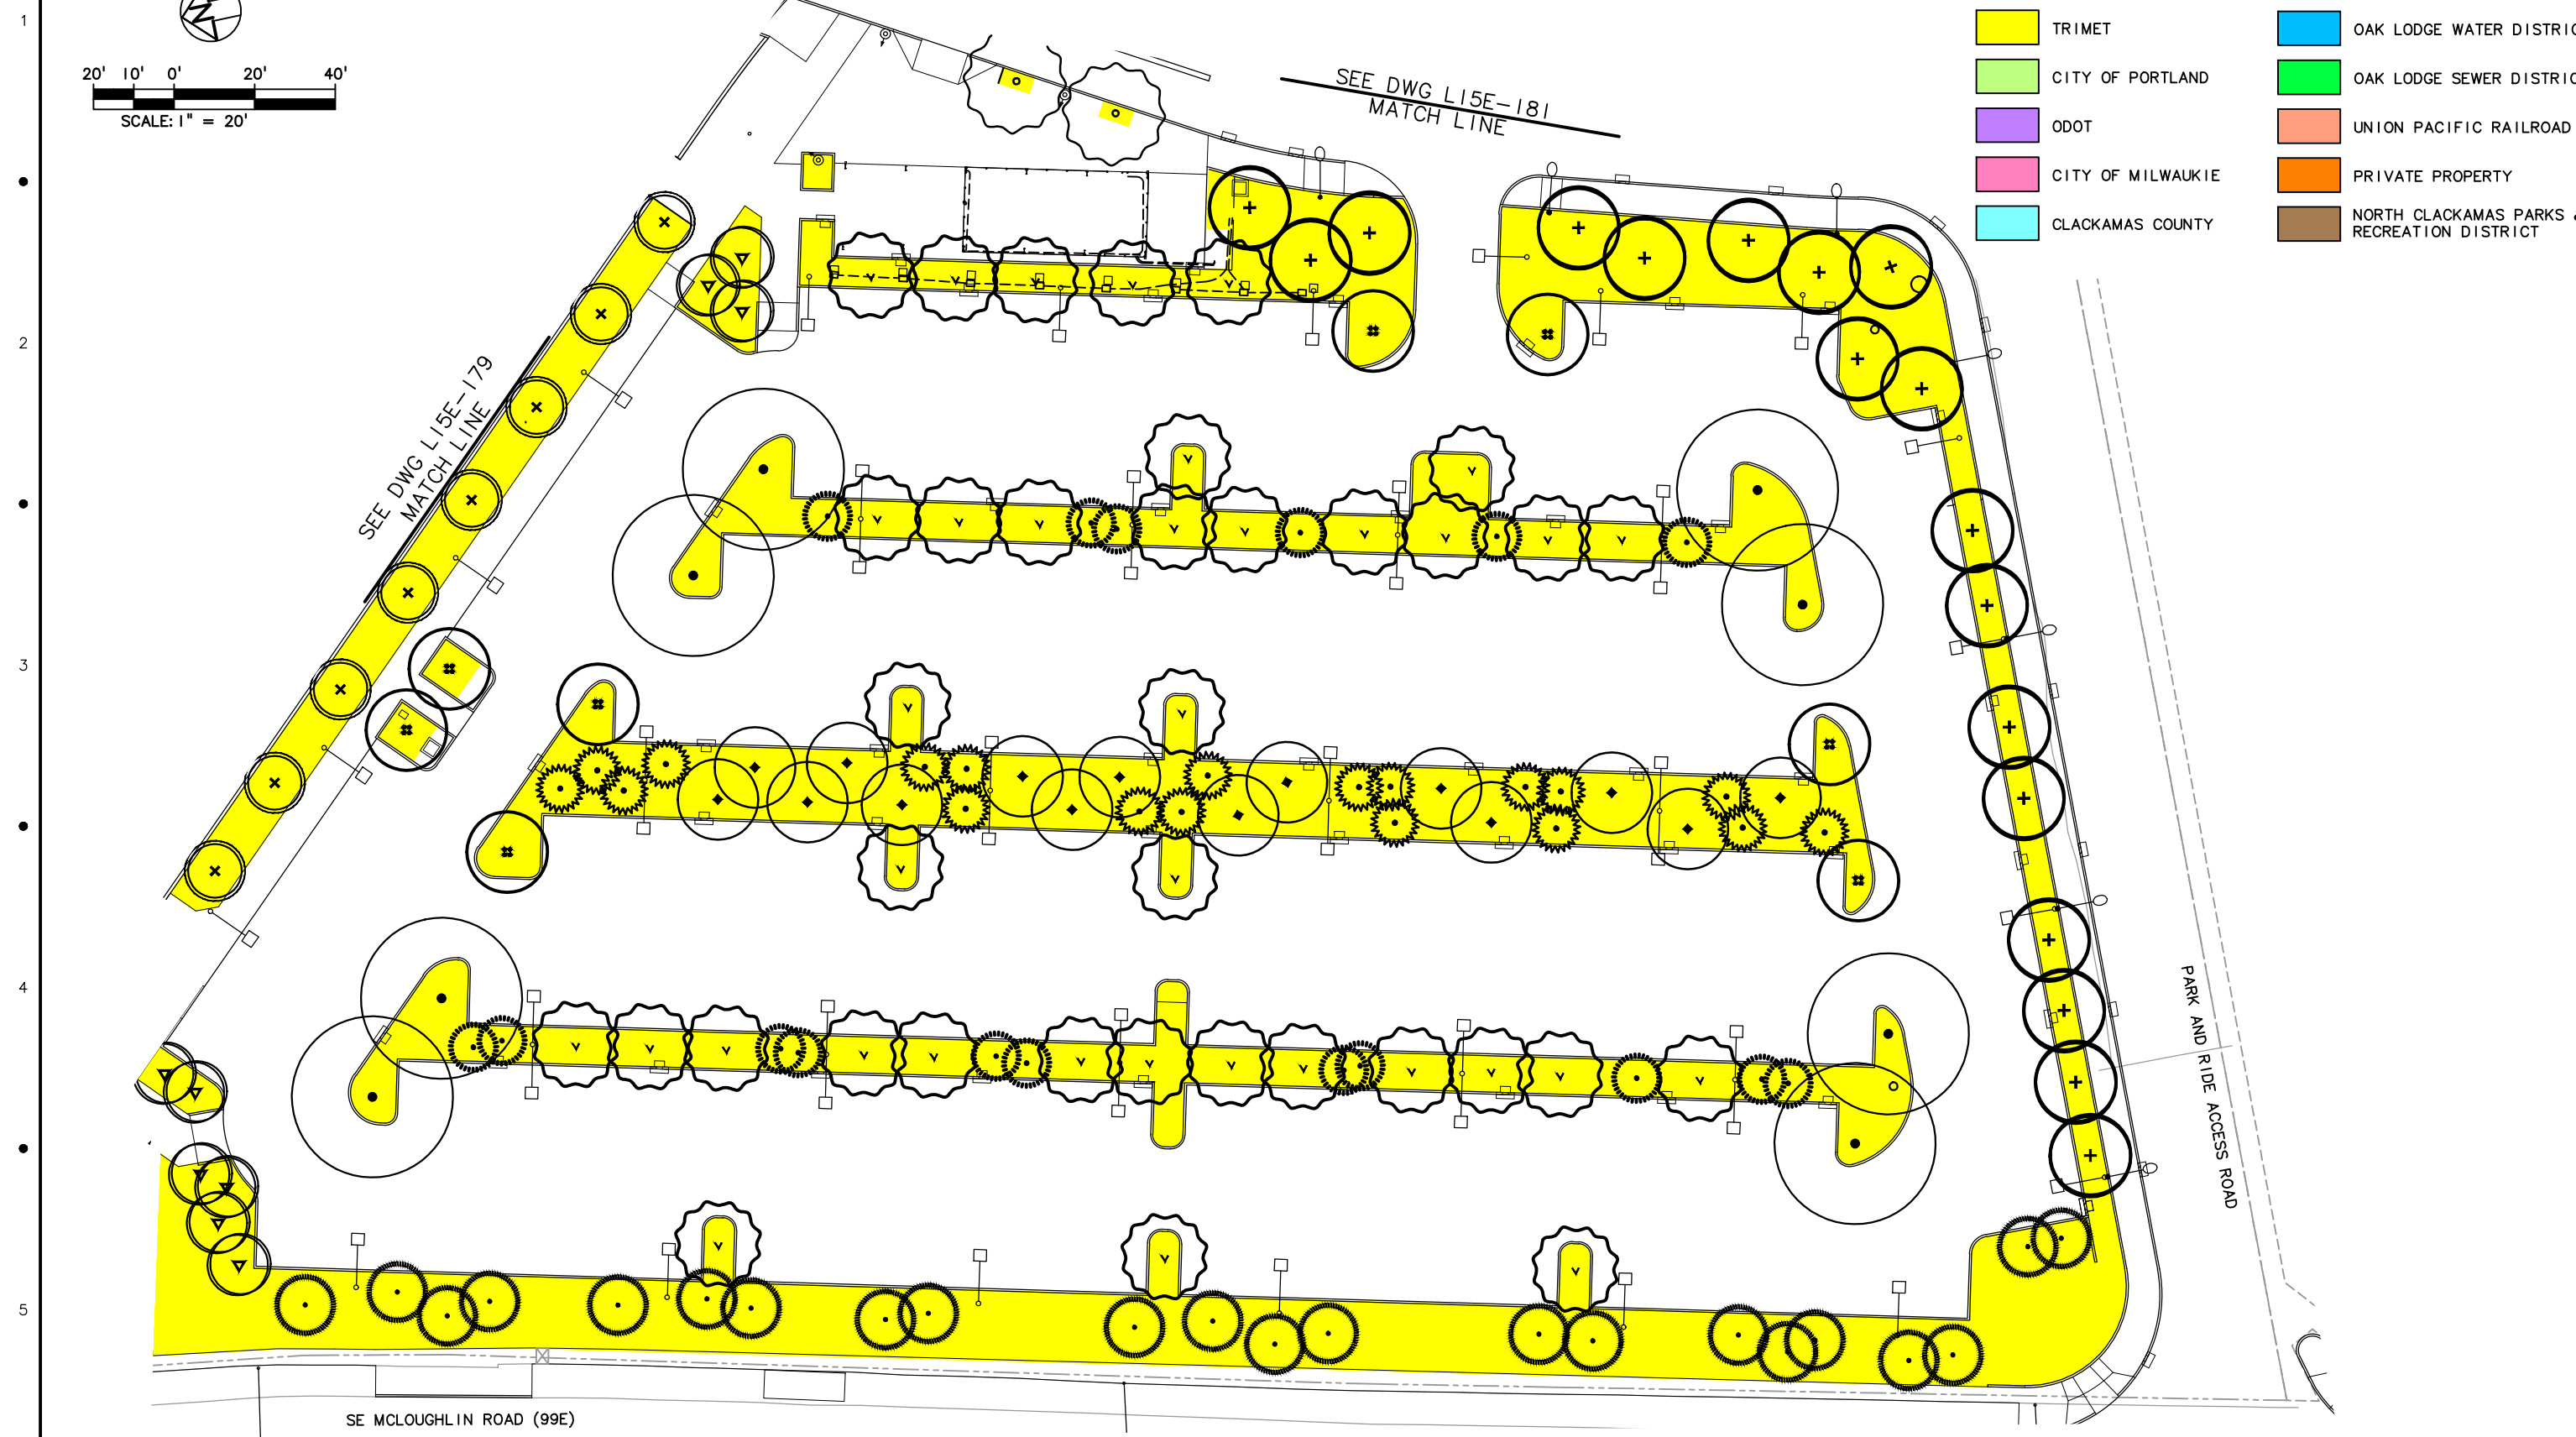 1
2
3
4
5
N
20' 10' 0' 20' 40'
SCALE: 1" = 20'
SEE DWG L15E-181
MATCH LINE
TRIMET
CITY OF PORTLAND
ODOT
CITY OF MILWAUKIE
CLACKAMAS COUNTY
OAK LODGE WATER DISTRIC
OAK LODGE SEWER DISTRIC
UNION PACIFIC RAILROAD
PRIVATE PROPERTY
NORTH CLACKAMAS PARKS &
RECREATION DISTRICT
SEE DWG L15E-179
MATCH LINE
PARK AND RIDE ACCESS ROAD
SE MCLOUGHLIN ROAD (99E)